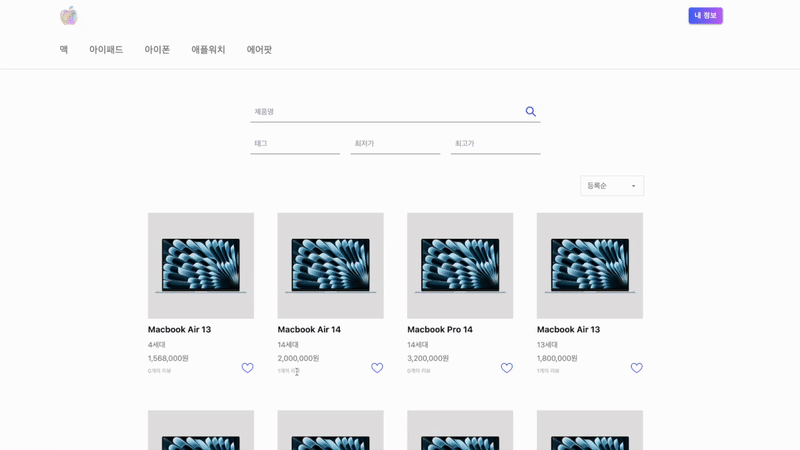 내 정보
맥 아이패드 아이폰 애플워치 에어팟
제품명
태그 최저가 최고가
등록순
Macbook Air 13
4세대
1,568,000원
0개의 리뷰
Macbook Air 14
14세대
2,000,000원
1개의 리뷰
Macbook Pro 14
14세대
3,200,000원
0개의 리뷰
Macbook Air 13
13세대
1,800,000원
1개의 리뷰